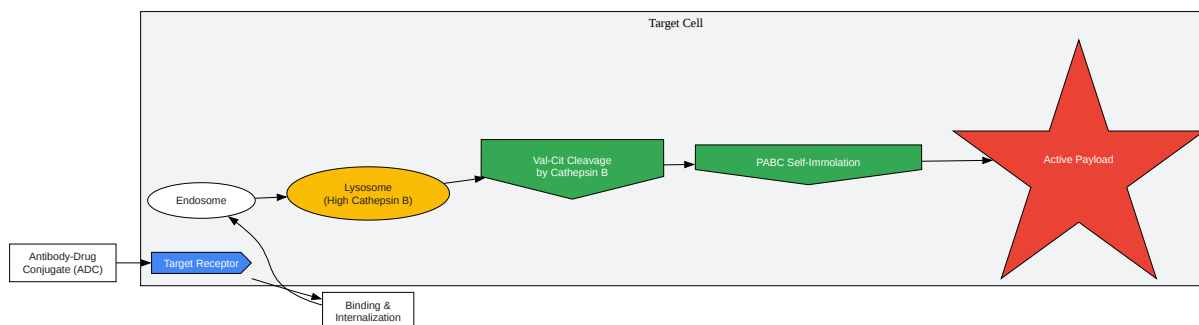 Target Cell
Val-Cit Cleavage
by Cathepsin B
PABC Self-Immolation
Active Payload
Lysosome
(High Cathepsin B)
Endosome
Antibody-Drug
Conjugate (ADC)
Target Receptor
Binding &
Internalization